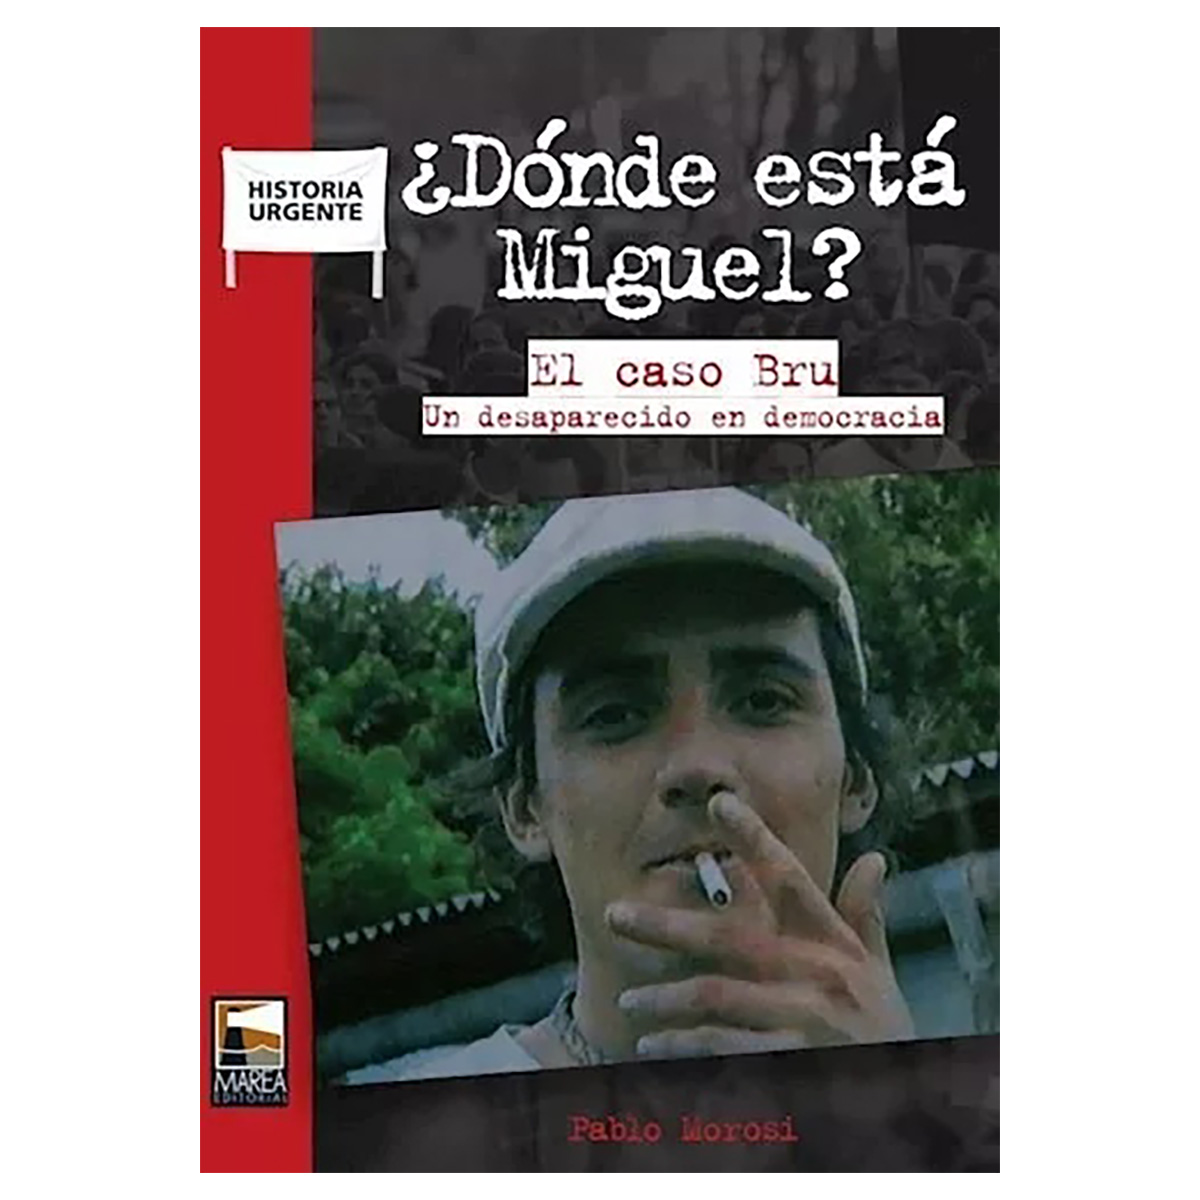 HISTORIA
URGENTE
¿Dónde está
Miguel?
El caso Bru
Un desaparecido en democracia
MAREA
EDITORIAL
Pablo Morosi